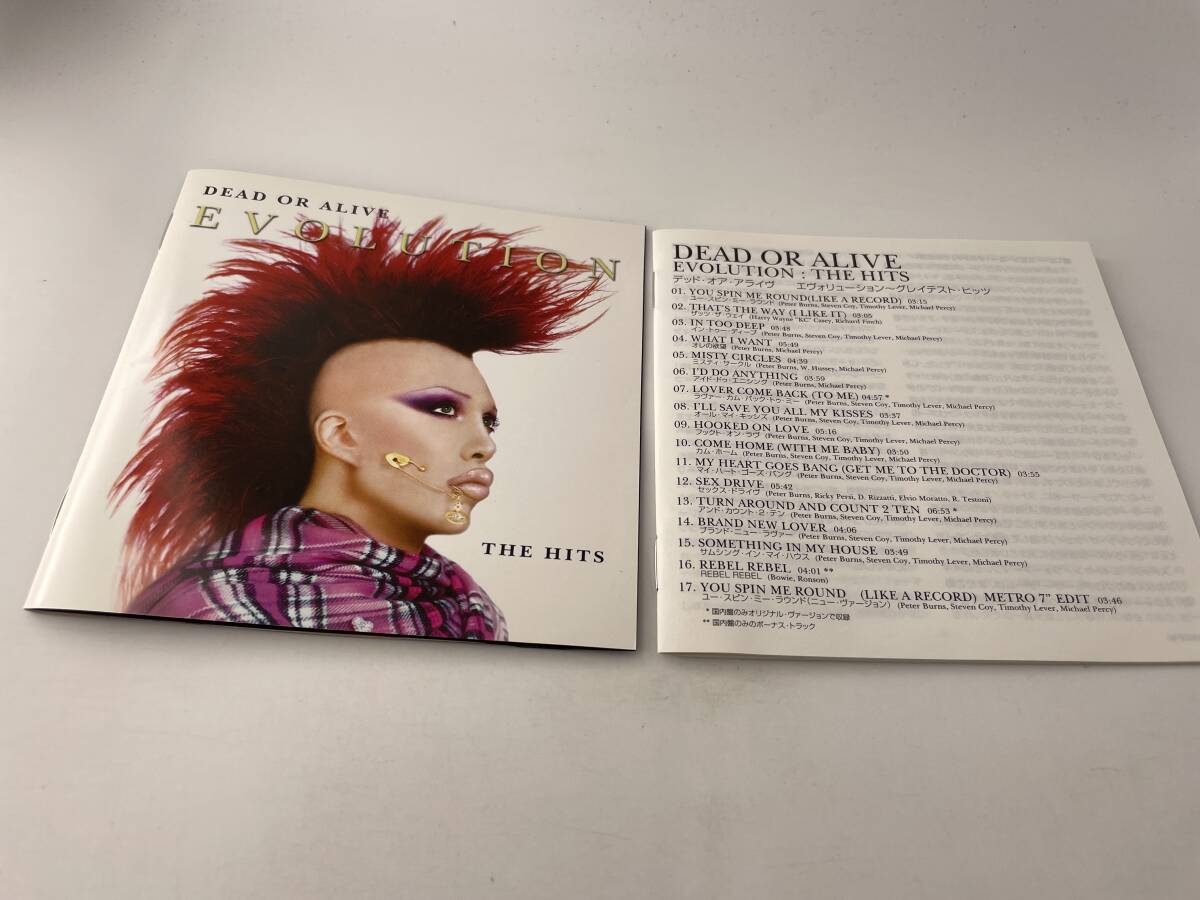 DEAD OR ALIVE
EVOLUTION
THE HITS
DEAD OR ALIVE
EVOLUTION : THE HITS
デッド・オア・アライヴ エヴォリューション～グレイテスト・ヒッツ
01. YOU SPIN ME ROUND(LIKE A RECORD) 03:15
ユー・スピン・ミー・ラウンド (Peter Burns, Steven Coy, Timothy Lever, Michael Percy)
02. THAT'S THE WAY (I LIKE IT) 03:05
ザッツ・ザ・ウェイ (Harry Wayne "KC" Casey, Richard Finch)
03. IN TOO DEEP 03:48
イン・トゥー・ディープ (Peter Burns, Steven Coy, Timothy Lever, Michael Percy)
04. WHAT I WANT 05:49
オレの欲望 (Peter Burns, Michael Percy)
05. MISTY CIRCLES 04:39
ミスティ・サークル (Peter Burns, W. Hussey, Michael Percy)
06. I'D DO ANYTHING 03:59
アイド・ドゥ・エニシング (Peter Burns, Steven Coy, Timothy Lever, Michael Percy)
07. LOVER COME BACK (TO ME) 04:57 *
ラヴァー・カム・バック・トゥ・ミー (Peter Burns, Steven Coy, Timothy Lever, Michael Percy)
08. I'LL SAVE YOU ALL MY KISSES 03:37
オール・マイ・キッシズ (Peter Burns, Steven Coy, Timothy Lever, Michael Percy)
09. HOOKED ON LOVE 05:16
フックト・オン・ラヴ (Peter Burns, Steven Coy, Timothy Lever, Michael Percy)
10. COME HOME (WITH ME BABY) 03:50
カム・ホーム (Peter Burns, Steven Coy, Timothy Lever, Michael Percy)
11. MY HEART GOES BANG (GET ME TO THE DOCTOR) 03:55
マイ・ハート・ゴーズ・バング (Peter Burns, Steven Coy, Timothy Lever, Michael Percy)
12. SEX DRIVE 05:42
セックス・ドライヴ (Peter Burns, Ricky Persi, D. Rizzatti, Elvio Moratto, R. Testoni)
13. TURN AROUND AND COUNT 2 TEN 06:53 *
アンド・カウント・2・テン (Peter Burns, Steven Coy, Timothy Lever, Michael Percy)
14. BRAND NEW LOVER 04:06
ブランド・ニュー・ラヴァー (Peter Burns, Steven Coy, Timothy Lever, Michael Percy)
15. SOMETHING IN MY HOUSE 03:49
サムシング・イン・マイ・ハウス (Peter Burns, Steven Coy, Timothy Lever, Michael Percy)
16. REBEL REBEL 04:01 **
REBEL REBEL (Bowie, Ronson)
17. YOU SPIN ME ROUND (LIKE A RECORD) METRO 7" EDIT 03:46
ユー・スピン・ミー・ラウンド(ニュー・ヴァージョン) (Peter Burns, Steven Coy, Timothy Lever, Michael Percy)
* 国内盤のみオリジナル・ヴァージョンで収録
** 国内盤のみのボーナス・トラック